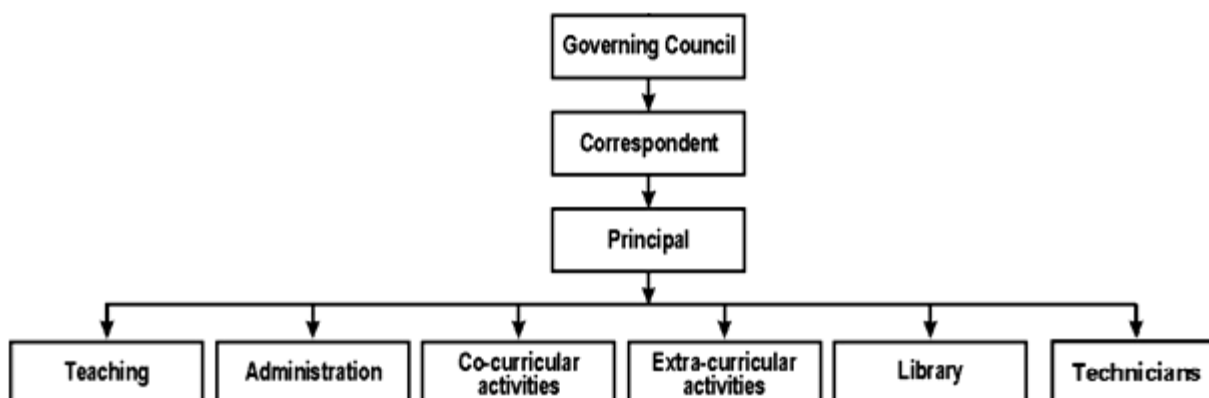 Governing Council
Correspondent
Principal
Teaching
Administration
Co-curricular
activities
Extra-curricular
activities
Library
Technicians